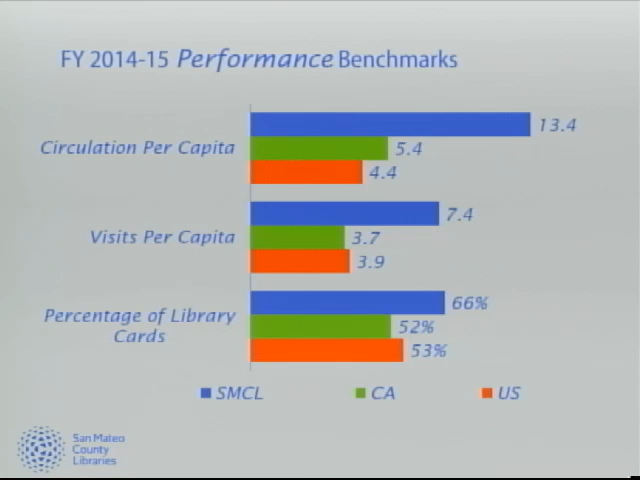 FY 2014-15 Performance Benchmarks
Circulation Per Capita
13.4
5.4
4.4
Visits Per Capita
7.4
3.7
3.9
Percentage of Library
Cards
66%
52%
53%
SMCL
CA
US
San Mateo
County
Libraries